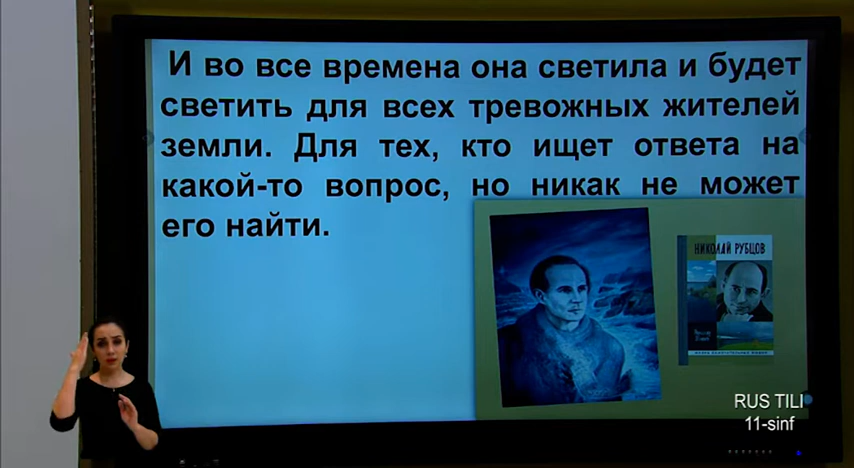 И во все времена она светила и будет
светить для всех тревожных жителей
земли. Для тех, кто ищет ответа на
какой-то вопрос, но никак не может
его найти.
НИКОЛАЙ РУБЦОВ
RUS TILI
11-sinf